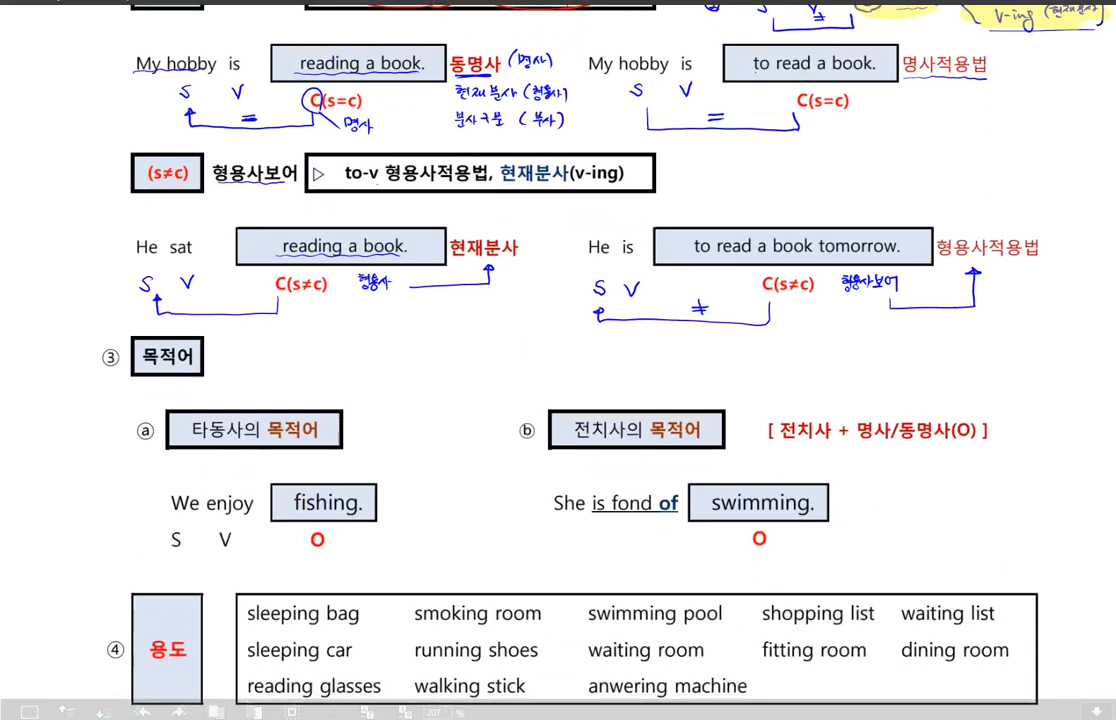 v-ing (현재분사)
My hobby is reading a book. 동명사 (명사) My hobby is to read a book. 명사적용법
S V C(s=c) 현재분사 (형용사) S V C(s=c)
= 명사 분사구문 (부사) =
(s≠c) 형용사보어 ▷ to-v 형용사적용법, 현재분사(v-ing)
He sat reading a book. 현재분사 He is to read a book tomorrow. 형용사적용법
S V C(s≠c) 형용사 S V ≠ C(s≠c) 형용사보어
③ 목적어
ⓐ 타동사의 목적어 ⓑ 전치사의 목적어 [ 전치사 + 명사/동명사(O) ]
We enjoy fishing. She is fond of swimming.
S V O O
④ 용도
sleeping bag smoking room swimming pool shopping list waiting list
sleeping car running shoes waiting room fitting room dining room
reading glasses walking stick anwering machine
207 %